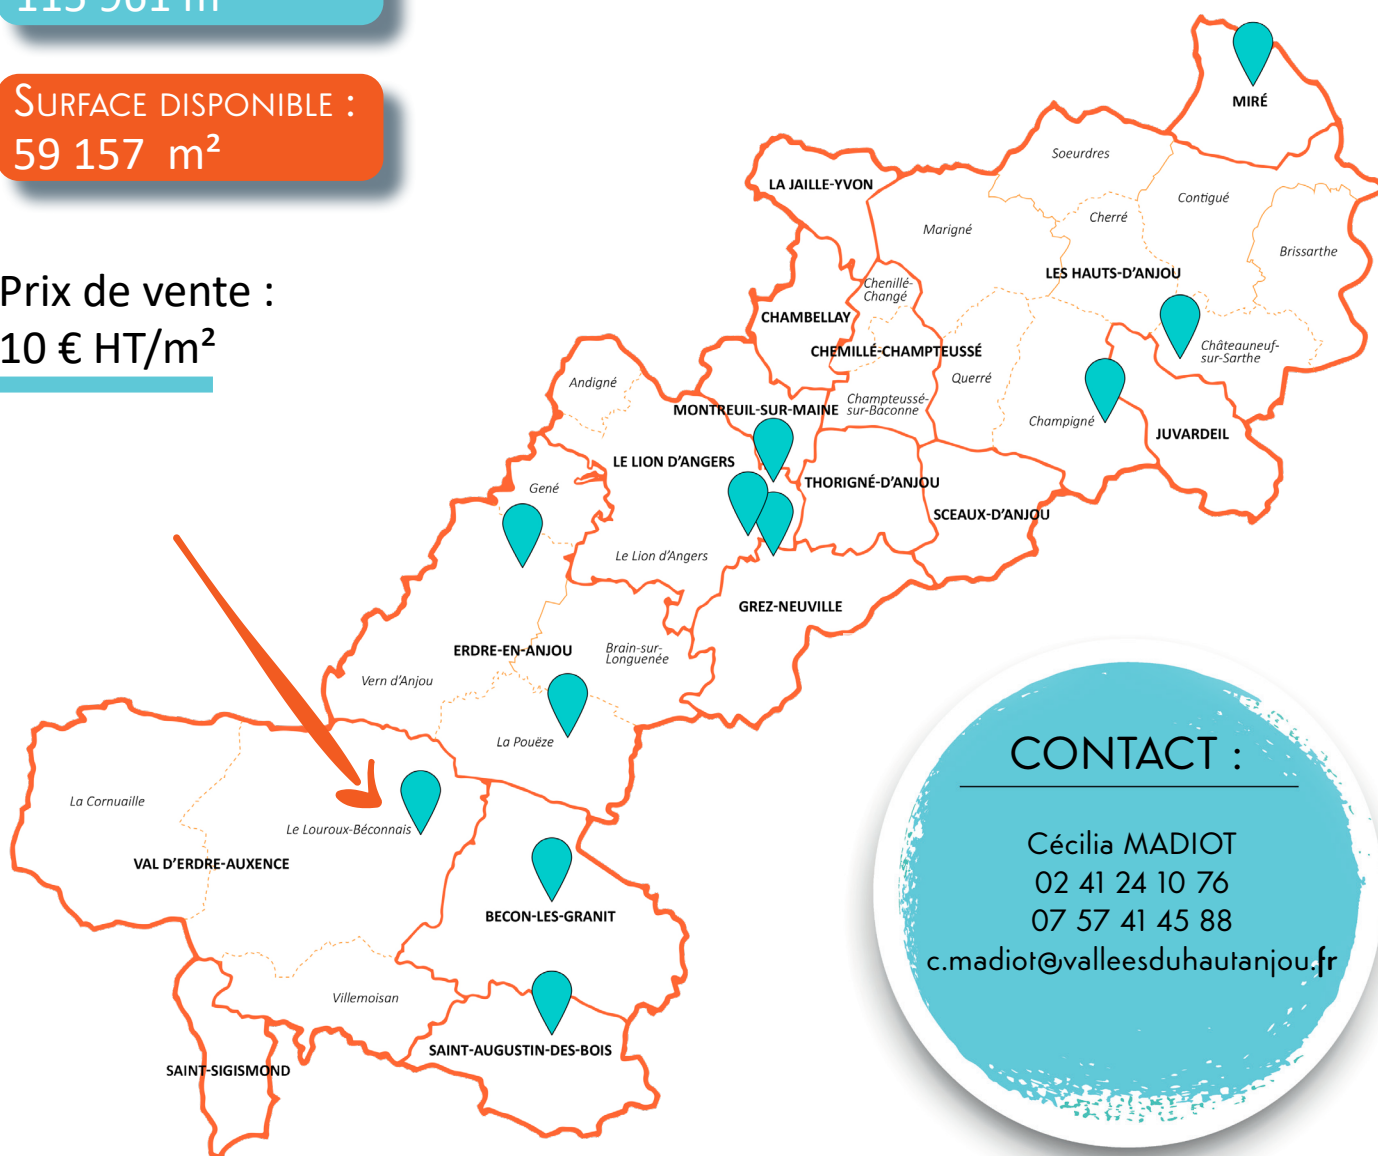 115 961 m
SURFACE DISPONIBLE :
59 157 m²
Prix de vente :
10 € HT/m²
MIRÉ
Soeurdres
LA JAILLE-YVON
Contigué
Cherré
Marigné
Brissarthe
LES HAUTS-D'ANJOU
Chenillé-
Changé
CHAMBELLAY
Châteauneuf-
sur-Sarthe
CHEMILLÉ-CHAMPTEUSSÉ
Querré
Andigné
Champteussé-
sur-Baconne
MONTREUIL-SUR-MAINE
Champigné
JUVARDEIL
LE LION D'ANGERS
THORIGNÉ-D'ANJOU
Gené
SCEAUX-D'ANJOU
Le Lion d'Angers
GREZ-NEUVILLE
ERDRE-EN-ANJOU
Brain-sur-
Longuenée
Vern d'Anjou
La Pouëze
La Cornuaille
Le Louroux-Béconnais
VAL D'ERDRE-AUXENCE
BECON-LES-GRANIT
Villemoisan
SAINT-AUGUSTIN-DES-BOIS
SAINT-SIGISMOND
CONTACT :
Cécilia MADIOT
02 41 24 10 76
07 57 41 45 88
c.madiot@valleesduhautanjou.fr